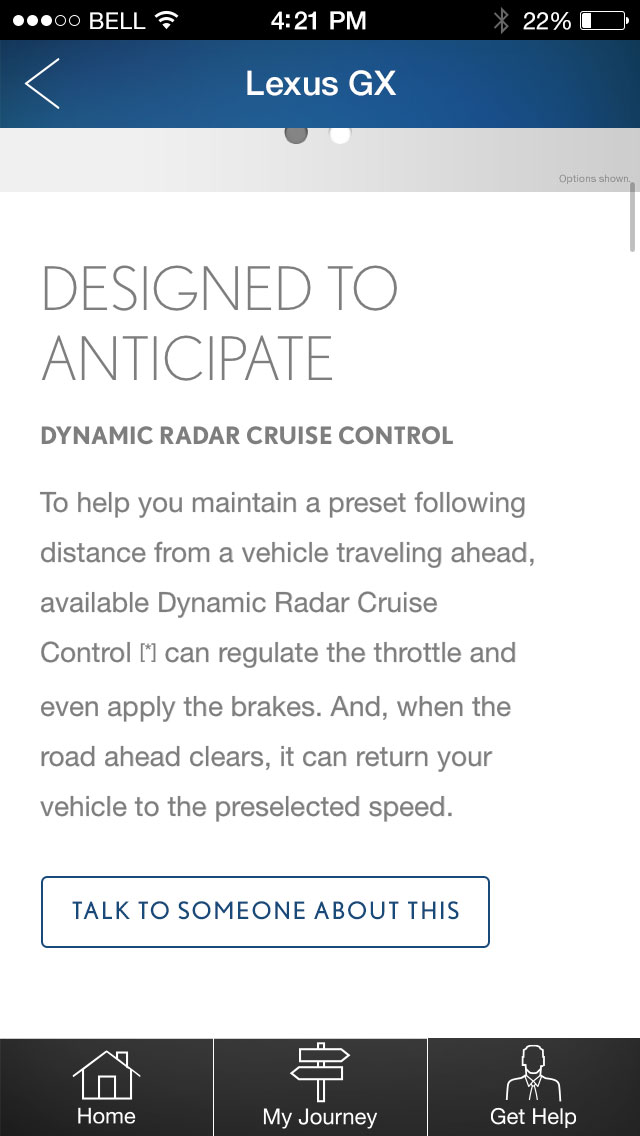 BELL 4:21 PM 22%
Lexus GX
Options shown.
DESIGNED TO
ANTICIPATE
DYNAMIC RADAR CRUISE CONTROL
To help you maintain a preset following
distance from a vehicle traveling ahead,
available Dynamic Radar Cruise
Control [*] can regulate the throttle and
even apply the brakes. And, when the
road ahead clears, it can return your
vehicle to the preselected speed.
TALK TO SOMEONE ABOUT THIS
Home My Journey Get Help